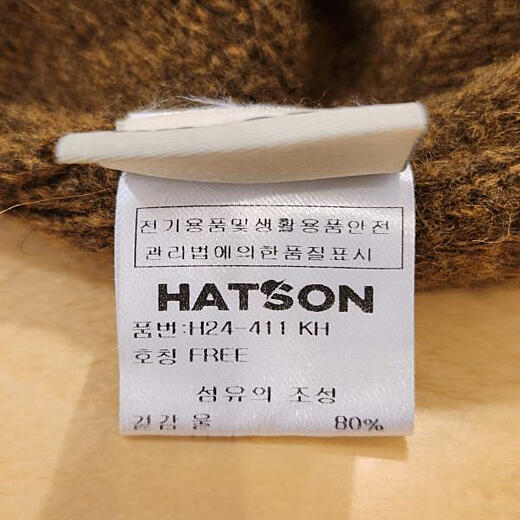 전기용품및생활용품안전
관리법에의한품질표시
HATSON
품번:H24-411 KH
호칭 FREE
섬유의 조성
겉감 울 80%